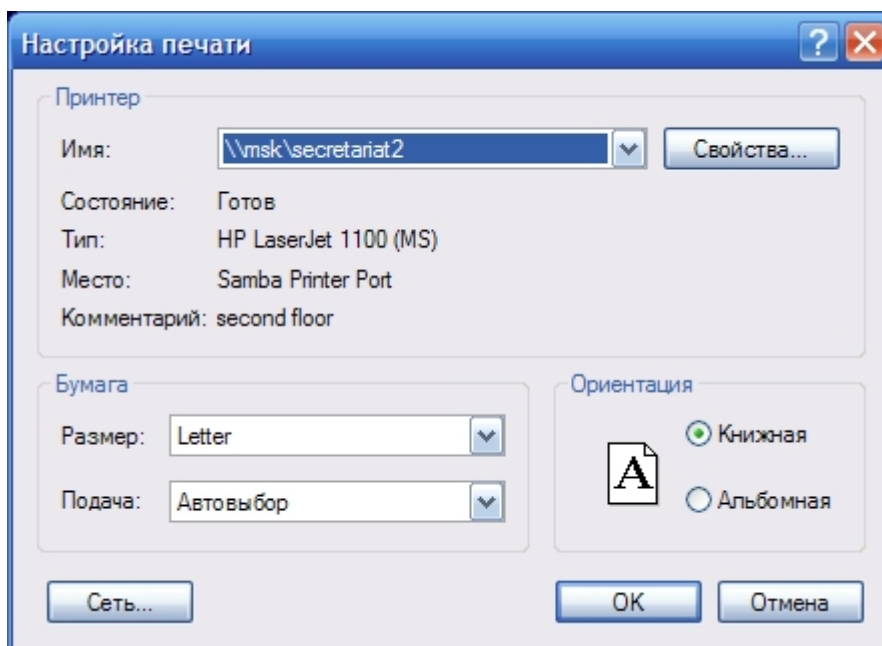 Настройка печати
Принтер
Имя: \\msk\secretariat2 Свойства...
Состояние: Готов
Тип: HP LaserJet 1100 (MS)
Место: Samba Printer Port
Комментарий: second floor
Бумага
Размер: Letter
Подача: Автовыбор
Ориентация
A
Книжная
Альбомная
Сеть... OK Отмена